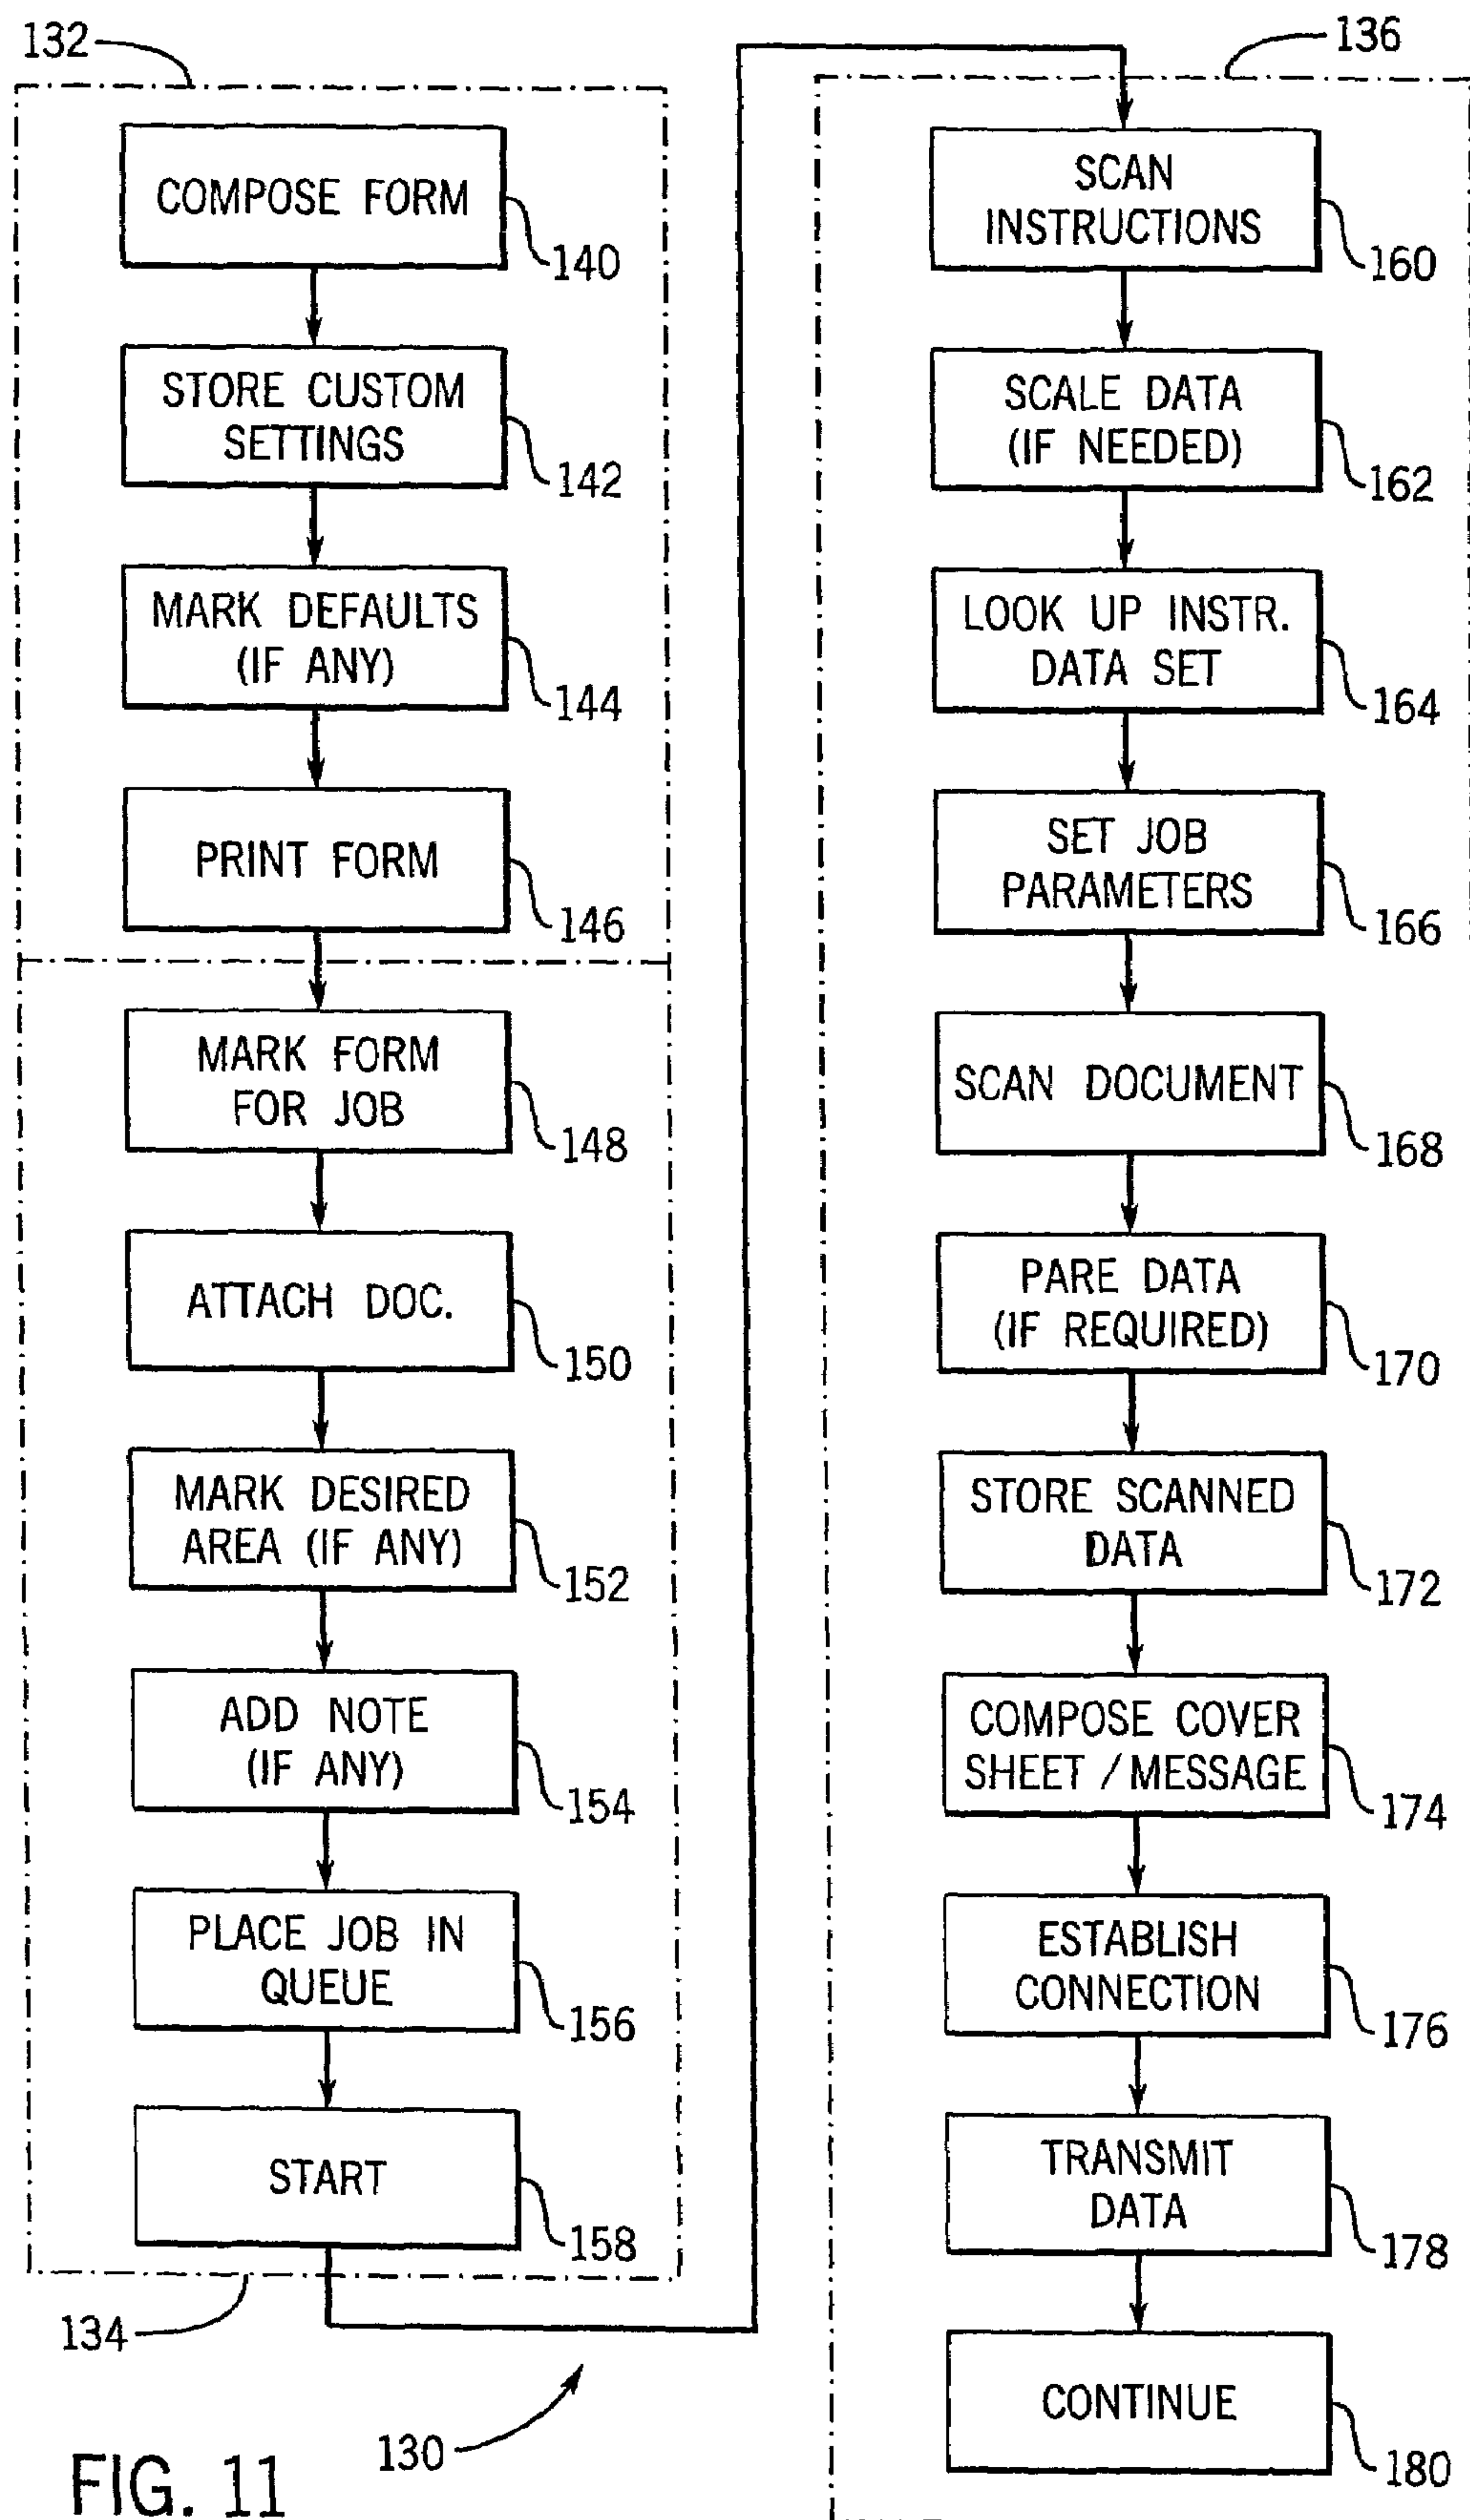 132
COMPOSE FORM
140
STORE CUSTOM
SETTINGS
142
MARK DEFAULTS
(IF ANY)
144
PRINT FORM
146
MARK FORM
FOR JOB
148
ATTACH DOC.
150
MARK DESIRED
AREA (IF ANY)
152
ADD NOTE
(IF ANY)
154
PLACE JOB IN
QUEUE
156
START
158
134
130
FIG. 11
136
SCAN
INSTRUCTIONS
160
SCALE DATA
(IF NEEDED)
162
LOOK UP INSTR.
DATA SET
164
SET JOB
PARAMETERS
166
SCAN DOCUMENT
168
PARE DATA
(IF REQUIRED)
170
STORE SCANNED
DATA
172
COMPOSE COVER
SHEET / MESSAGE
174
ESTABLISH
CONNECTION
176
TRANSMIT
DATA
178
CONTINUE
180